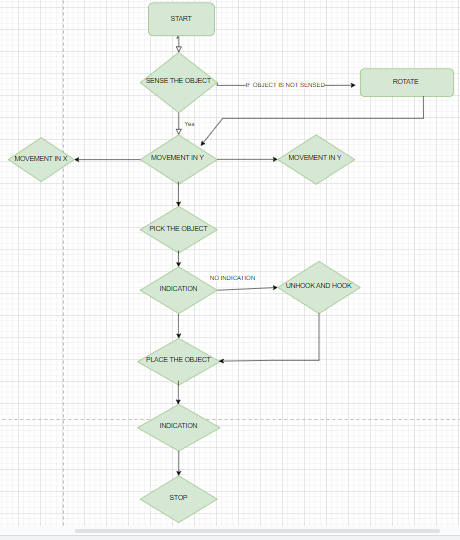 START
SENSE THE OBJECT
IF OBJECT IS NOT SENSED
ROTATE
Yes
MOVEMENT IN X
MOVEMENT IN Y
MOVEMENT IN Y
PICK THE OBJECT
NO INDICATION
INDICATION
UNHOOK AND HOOK
PLACE THE OBJECT
INDICATION
STOP